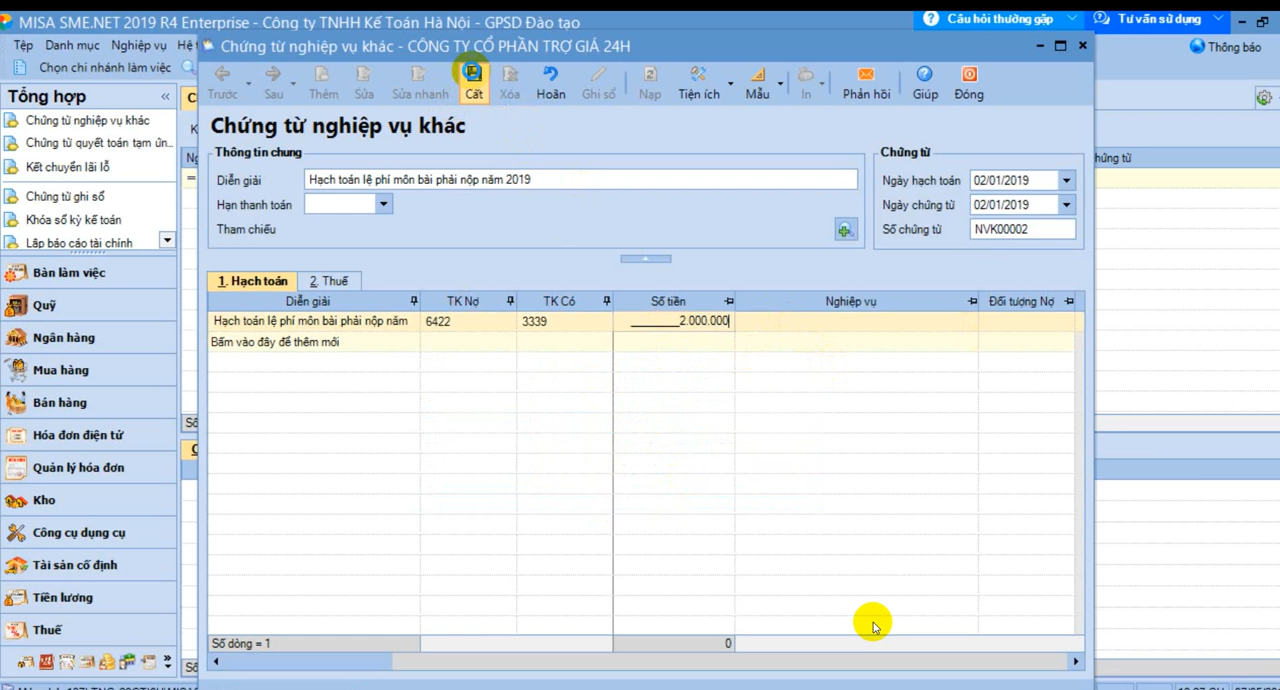 MISA SME.NET 2019 R4 Enterprise - Công ty TNHH Kế Toán Hà Nội - GPSD Đào tạo
Câu hỏi thường gặp
Tư vấn sử dụng
Tệp Danh mục Nghiệp vụ Hệ
Chứng từ nghiệp vụ khác - CÔNG TY CỔ PHẦN TRỢ GIÁ 24H
Thông báo
Chọn chi nhánh làm việc
Trước Sau Thêm Sửa Sửa nhanh Cất Xóa Hoãn Ghi sổ Nạp Tiện ích Mẫu In Phản hồi Giúp Đóng
Tổng hợp
Chứng từ nghiệp vụ khác
Chứng từ quyết toán tạm ứn...
Kết chuyển lãi lỗ
Chứng từ ghi sổ
Khóa sổ kỳ kế toán
Lập báo cáo tài chính
Bàn làm việc
Quỹ
Ngân hàng
Mua hàng
Bán hàng
Hóa đơn điện tử
Quản lý hóa đơn
Kho
Công cụ dụng cụ
Tài sản cố định
Tiền lương
Thuế
Chứng từ nghiệp vụ khác
Thông tin chung
Diễn giải Hạch toán lệ phí môn bài phải nộp năm 2019
Hạn thanh toán
Tham chiếu
Chứng từ
Ngày hạch toán 02/01/2019
Ngày chứng từ 02/01/2019
Số chứng từ NVK00002
1. Hạch toán 2. Thuế
Diễn giải TK Nợ TK Có Số tiền Nghiệp vụ Đối tượng Nợ
Hạch toán lệ phí môn bài phải nộp năm 6422 3339 2.000.000
Bấm vào đây để thêm mới
Số dòng = 1 0